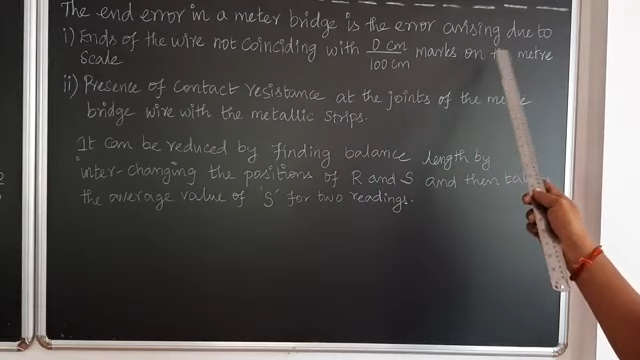 The end error in a meter bridge is the error arising due to
i) Ends of the wire not coinciding with 0 cm / 100 cm marks on the metre
scale
ii) Presence of contact resistance at the joints of the metre
bridge wire with the metallic strips.
It can be reduced by finding balance length by
inter-changing the positions of R and S and then
the average value of 'S' for two readings.